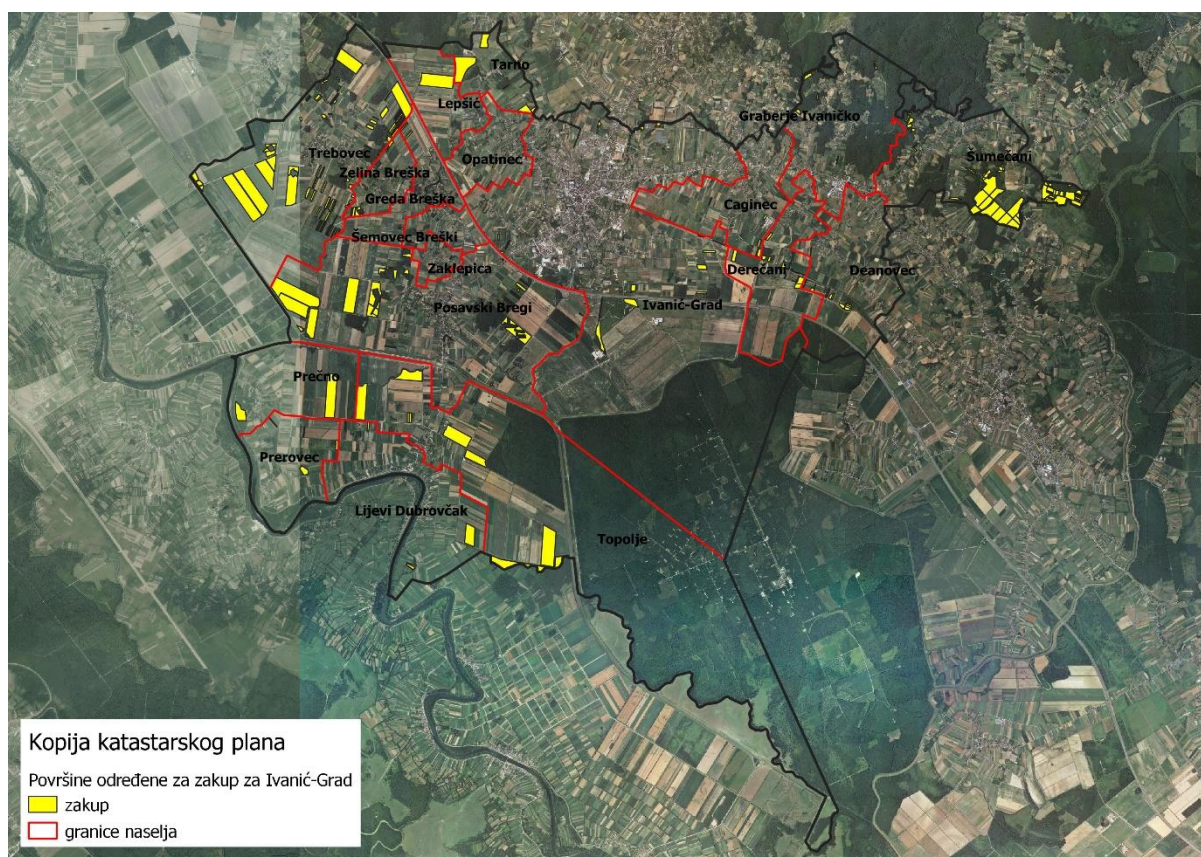 Tarno
Lepšić
Graberje Ivaničko
Trebovec
Opatinec
Šumećani
Zelina Breška
Greda Breška
Caginec
Šemovec Breški
Zaklepica
Derečani
Deanovec
Posavski Bregi
Ivanić-Grad
Prečno
Prerovec
Lijevi Dubrovčak
Topolje
Kopija katastarskog plana
Površine određene za zakup za Ivanić-Grad
zakup
granice naselja